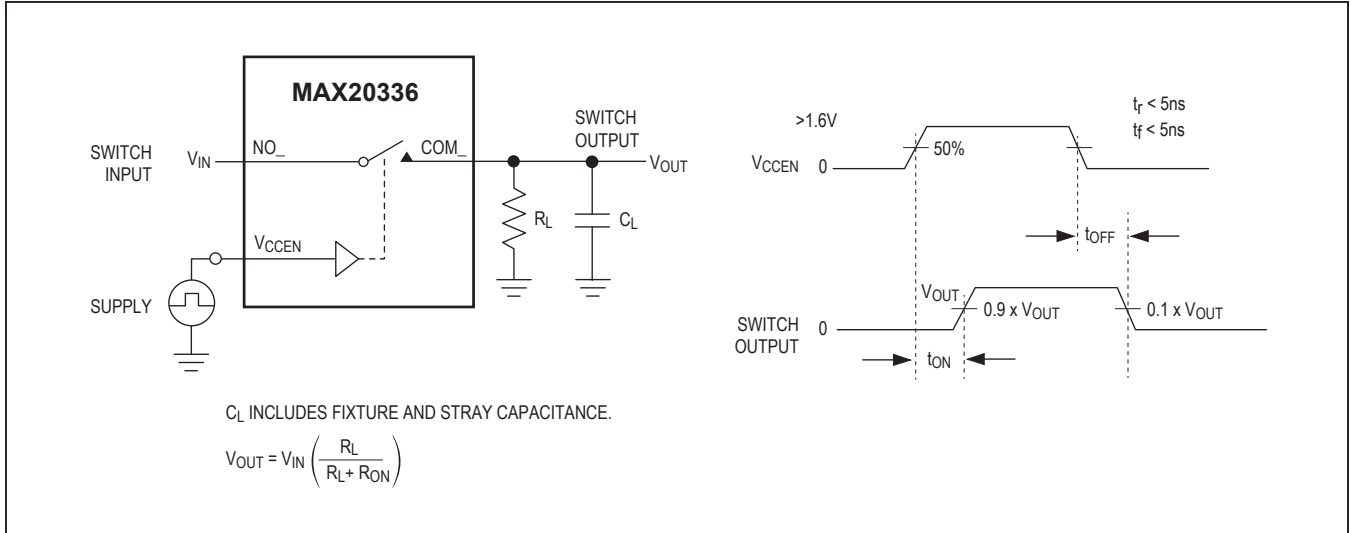 MAX20336
SWITCH
INPUT
VIN
NO_
COM_
SWITCH
OUTPUT
VOUT
RL
CL
VCCEN
SUPPLY
CL INCLUDES FIXTURE AND STRAY CAPACITANCE.
VOUT = VIN ( RL / RL+ RON )
>1.6V
VCCEN 0
50%
tr < 5ns
tf < 5ns
tOFF
VOUT
0.9 x VOUT
0.1 x VOUT
SWITCH
OUTPUT
0
tON